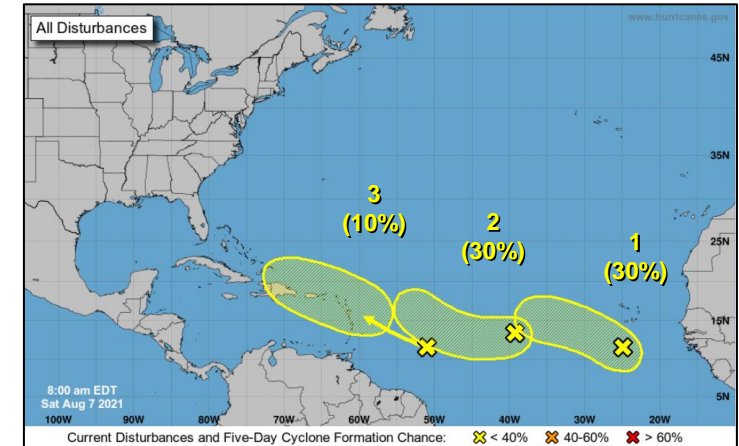 All Disturbances
www.hurricanes.gov
45N
35N
3
(10%)
2
(30%)
1
(30%)
25N
15N
5N
8:00 am EDT
Sat Aug 7 2021
100W 90W 80W 70W 60W 50W 40W 30W 20W
Current Disturbances and Five-Day Cyclone Formation Chance: < 40% 40-60% > 60%